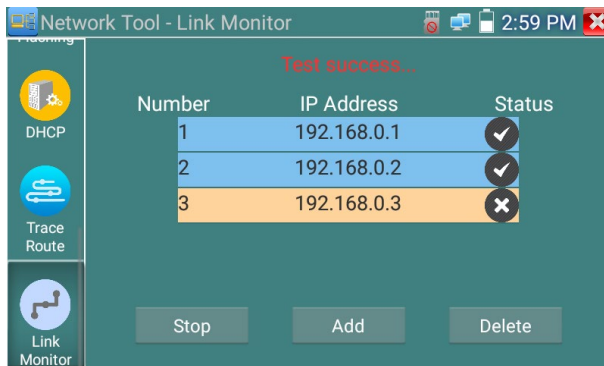 Network Tool - Link Monitor
2:59 PM
Test success...
Number IP Address Status
1 192.168.0.1
2 192.168.0.2
3 192.168.0.3
DHCP
Trace
Route
Link
Monitor
Stop Add Delete